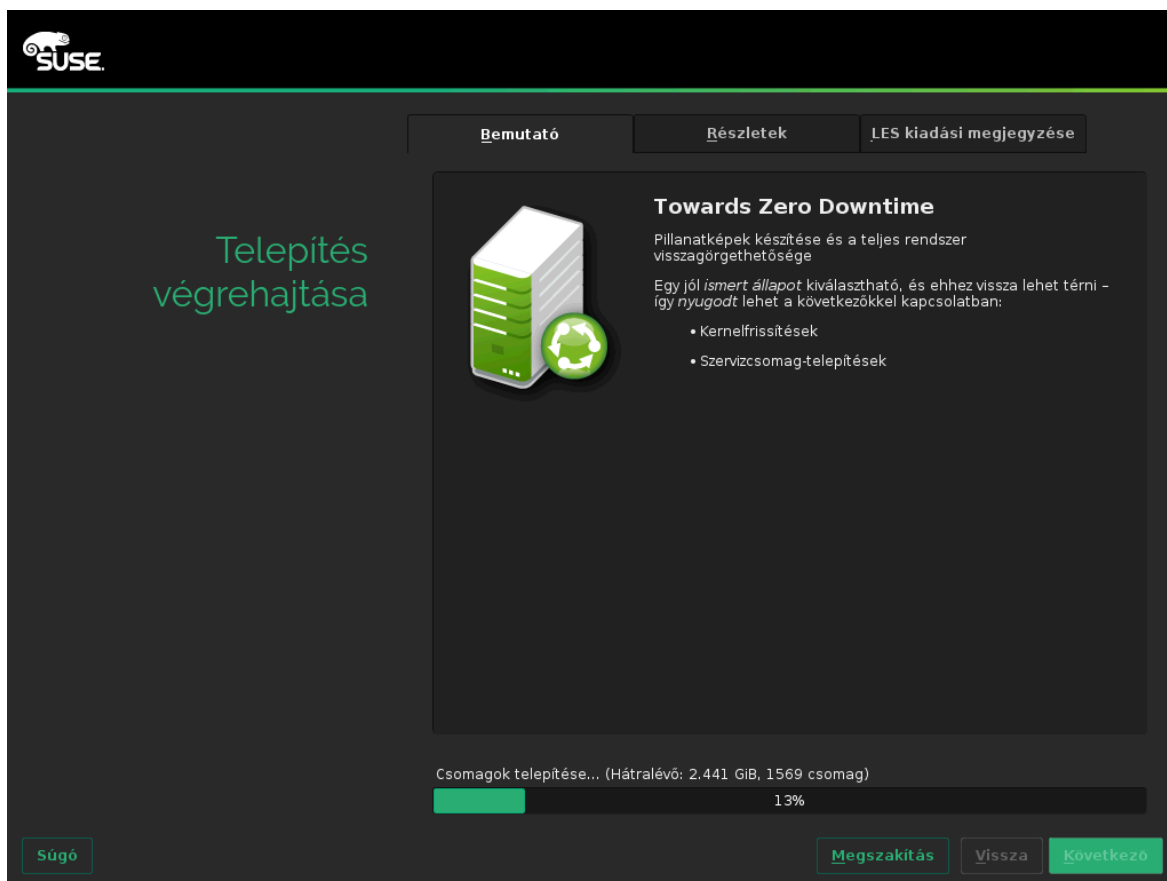 SUSE.
Bemutató
Részletek
LES kiadási megjegyzése
Telepítés
végrehajtása
Towards Zero Downtime
Pillanatképek készítése és a teljes rendszer
visszagörgethetősége
Egy jól ismert állapot kiválasztható, és ehhez vissza lehet térni –
így nyugodt lehet a következőkkel kapcsolatban:
• Kernelfrissítések
• Szervizcsomag-telepítések
Csomagok telepítése... (Hátralévő: 2.441 GiB, 1569 csomag)
13%
Súgó
Megszakítás
Vissza
Következő